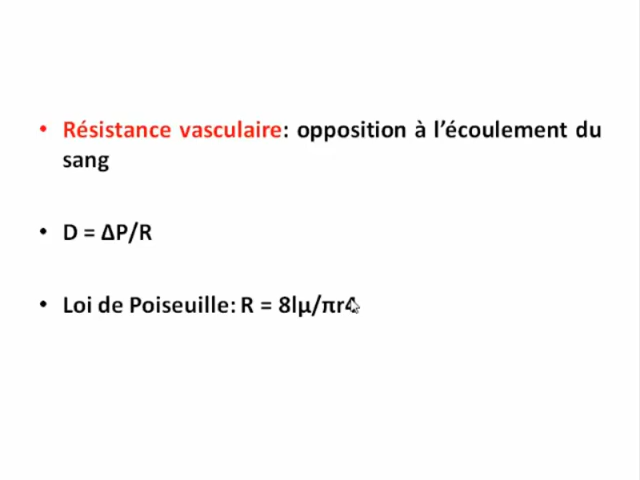 • Résistance vasculaire: opposition à l’écoulement du
sang
• D = ΔP/R
• Loi de Poiseuille: R = 8lµ/πr4